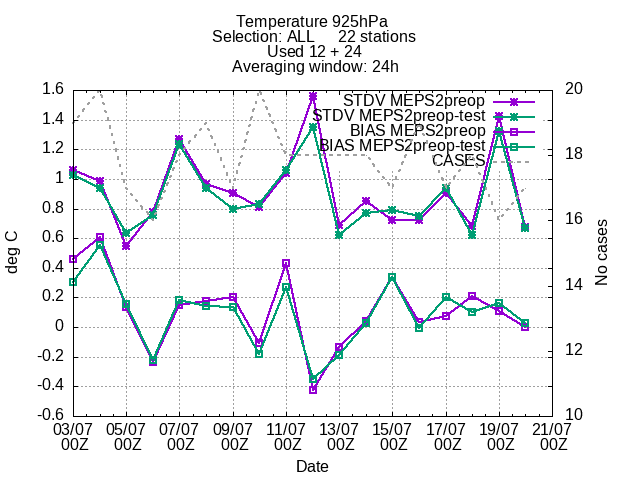 Temperature 925hPa
Selection: ALL 22 stations
Used 12 + 24
Averaging window: 24h
STDV MEPS2preop
STDV MEPS2preop-test
BIAS MEPS2preop
BIAS MEPS2preop-test
CASES
1.6
1.4
1.2
1
0.8
0.6
0.4
0.2
0
-0.2
-0.4
-0.6
deg C
20
18
16
14
12
10
No cases
03/07 05/07 07/07 09/07 11/07 13/07 15/07 17/07 19/07 21/07
00Z 00Z 00Z 00Z 00Z 00Z 00Z 00Z 00Z 00Z
Date